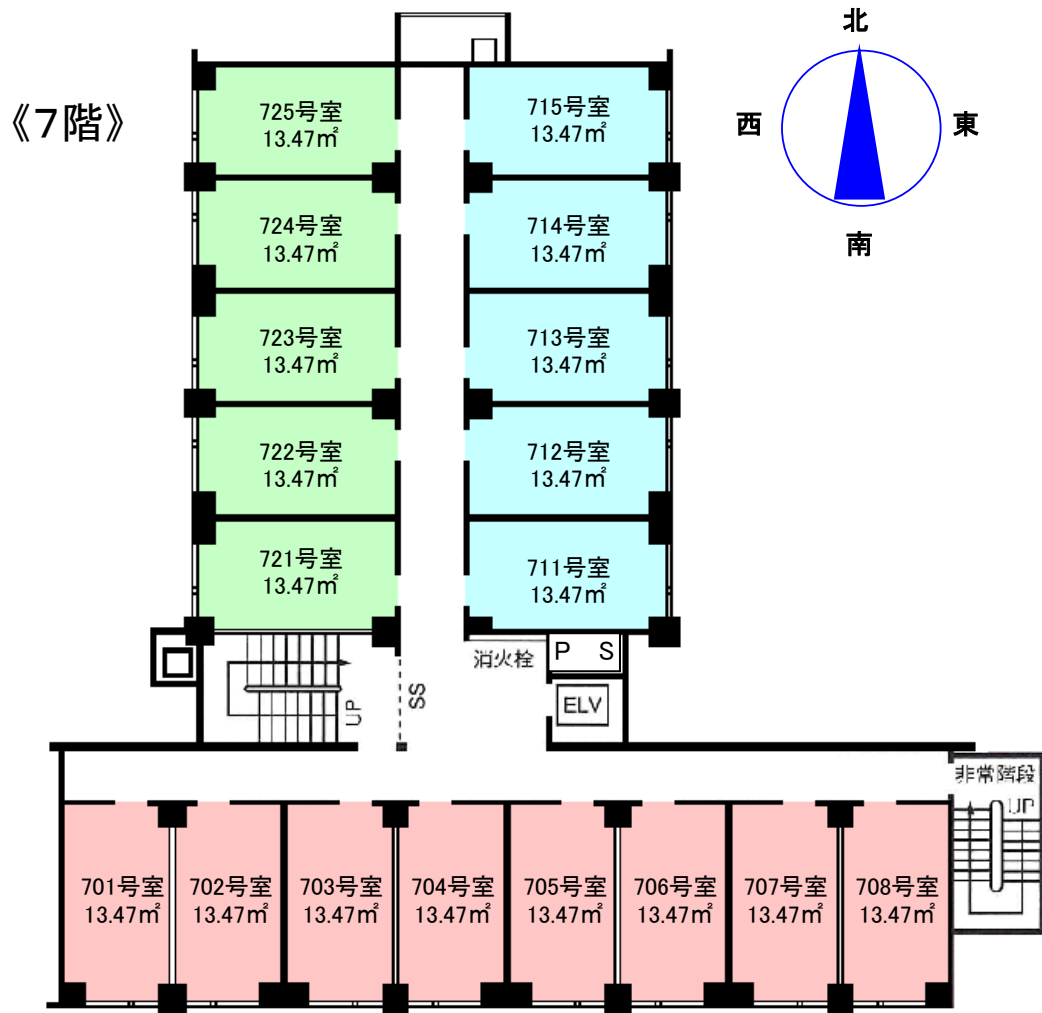 《7階》
北
西
東
南
725号室
13.47㎡
715号室
13.47㎡
724号室
13.47㎡
714号室
13.47㎡
723号室
13.47㎡
713号室
13.47㎡
722号室
13.47㎡
712号室
13.47㎡
721号室
13.47㎡
711号室
13.47㎡
消火栓
P S
UP
SS
ELV
非常階段
UP
701号室
13.47㎡
702号室
13.47㎡
703号室
13.47㎡
704号室
13.47㎡
705号室
13.47㎡
706号室
13.47㎡
707号室
13.47㎡
708号室
13.47㎡